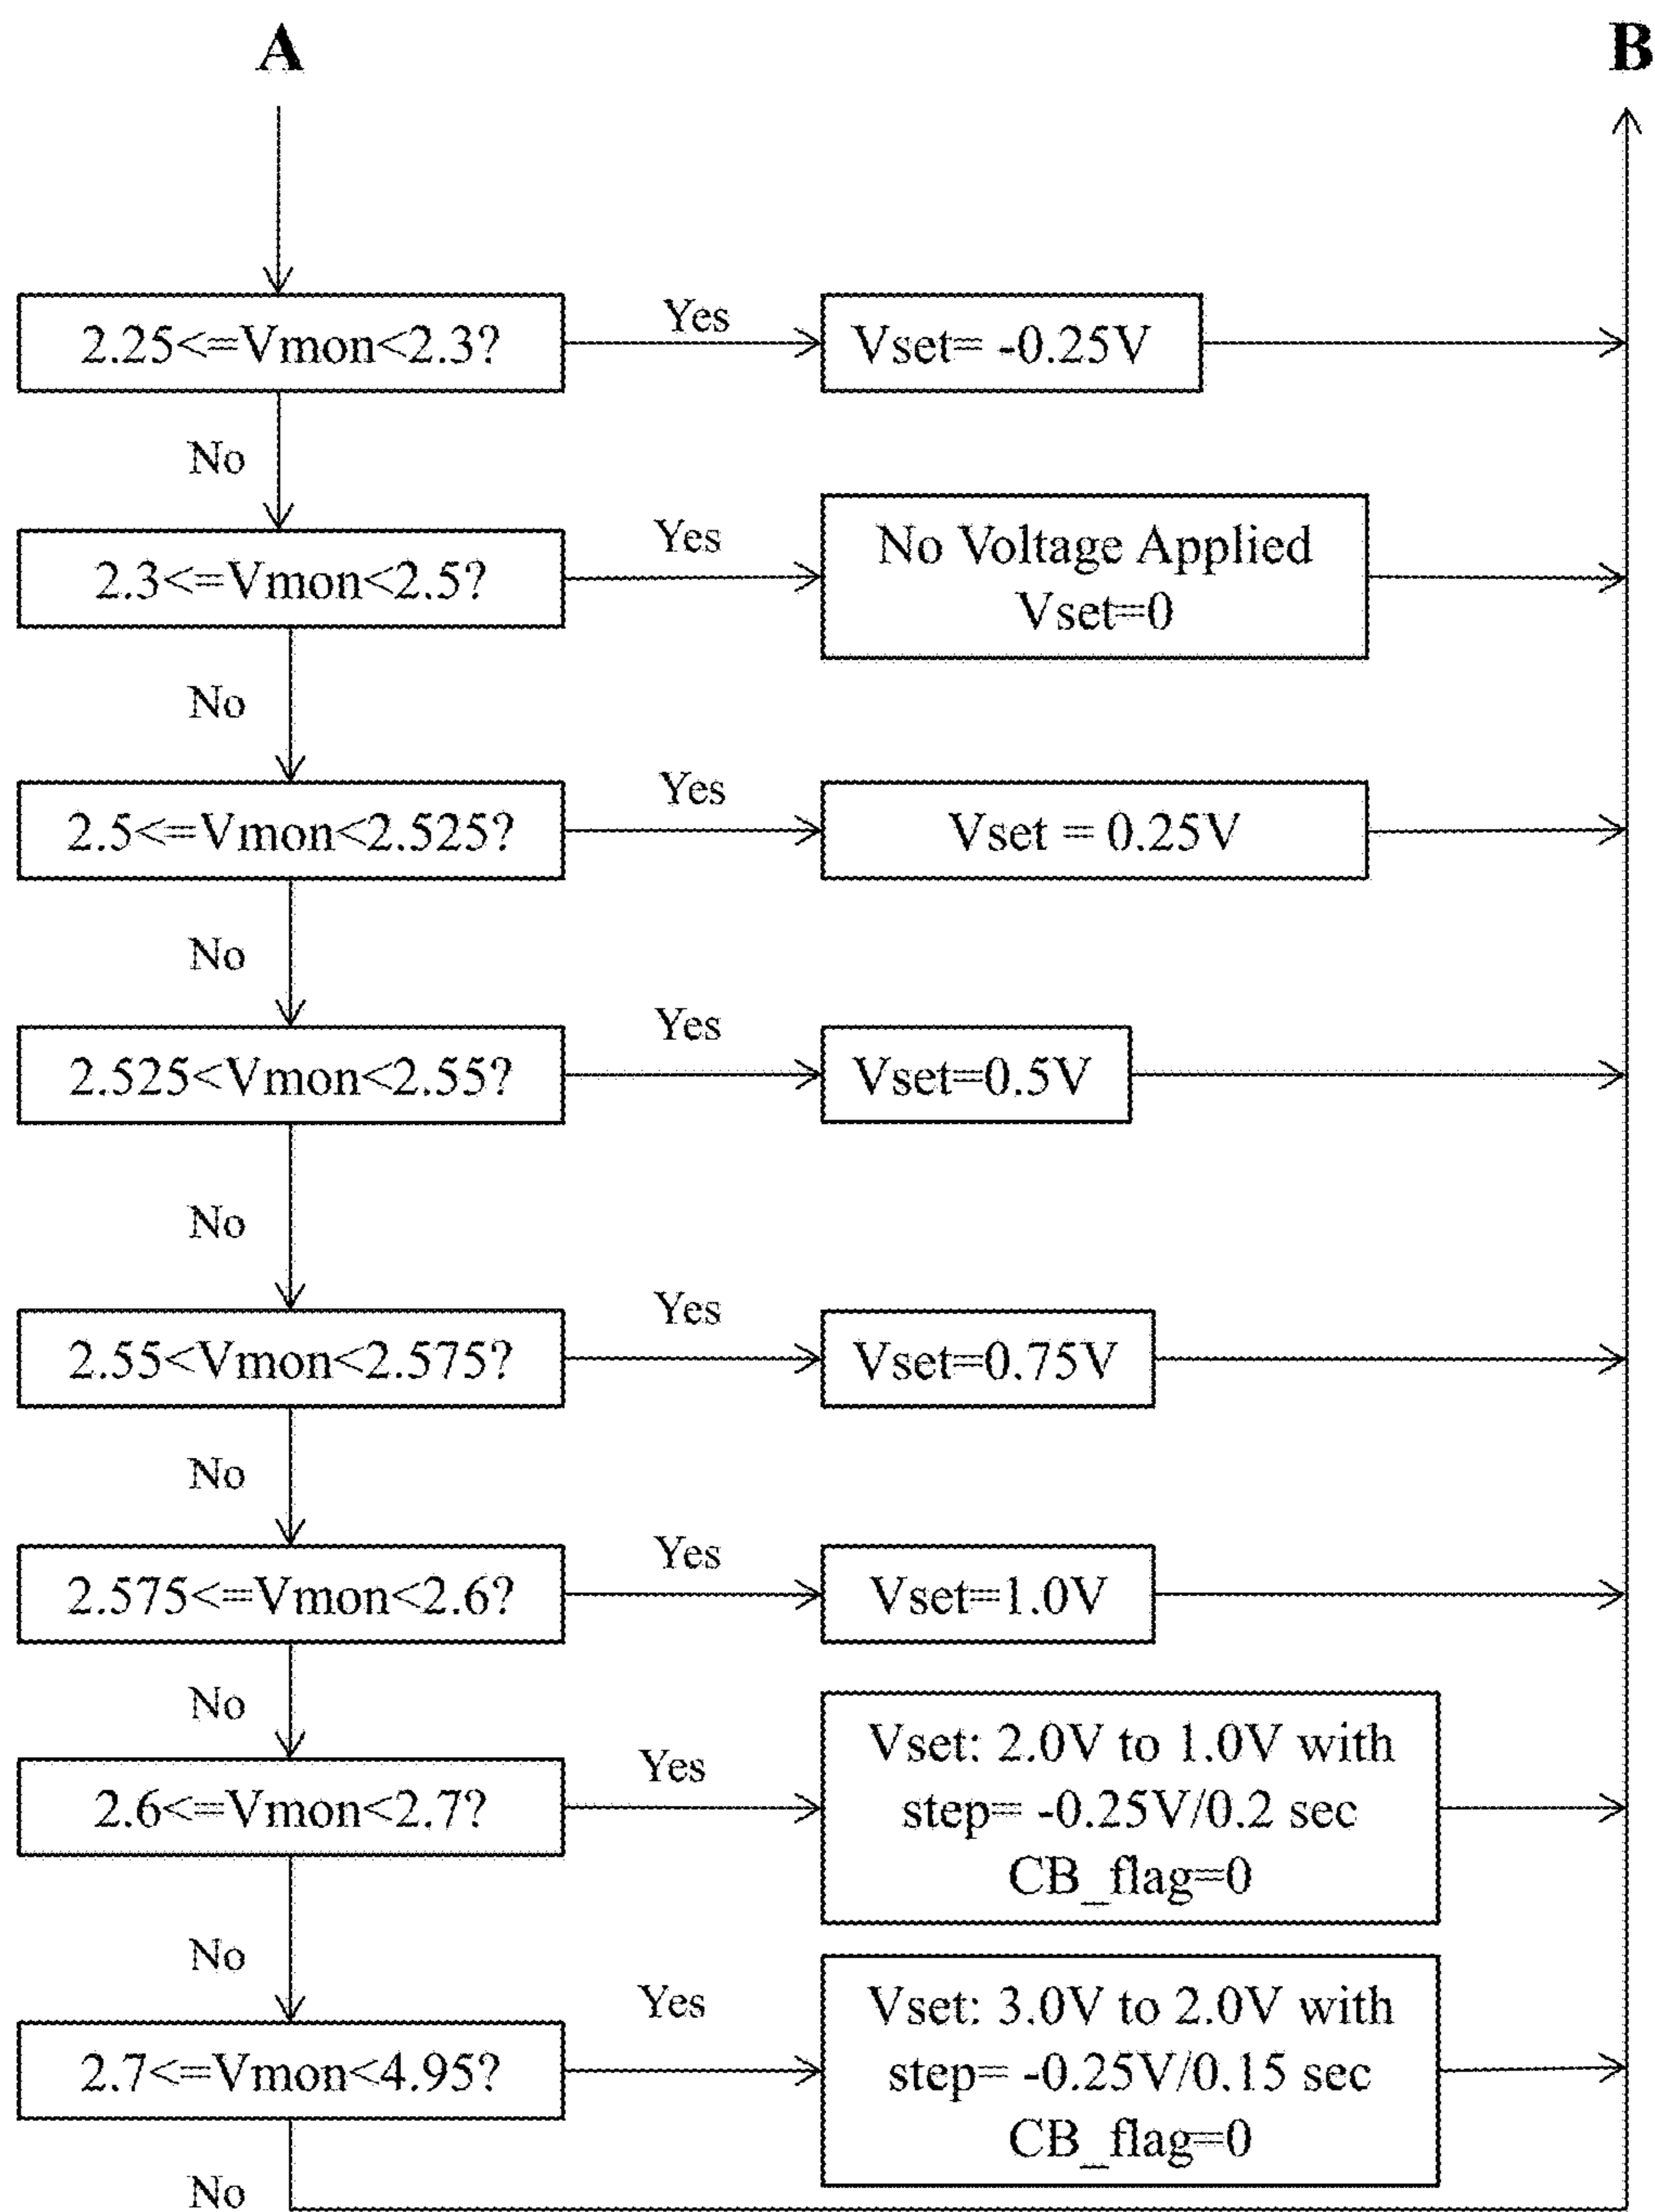 A
B
2.25<=Vmon<2.3?
Yes
Vset= -0.25V
No
2.3<=Vmon<2.5?
Yes
No Voltage Applied
Vset=0
No
2.5<=Vmon<2.525?
Yes
Vset = 0.25V
No
2.525<Vmon<2.55?
Yes
Vset=0.5V
No
2.55<Vmon<2.575?
Yes
Vset=0.75V
No
2.575<=Vmon<2.6?
Yes
Vset=1.0V
No
2.6<=Vmon<2.7?
Yes
Vset: 2.0V to 1.0V with
step= -0.25V/0.2 sec
CB_flag=0
No
2.7<=Vmon<4.95?
Yes
Vset: 3.0V to 2.0V with
step= -0.25V/0.15 sec
CB_flag=0
No